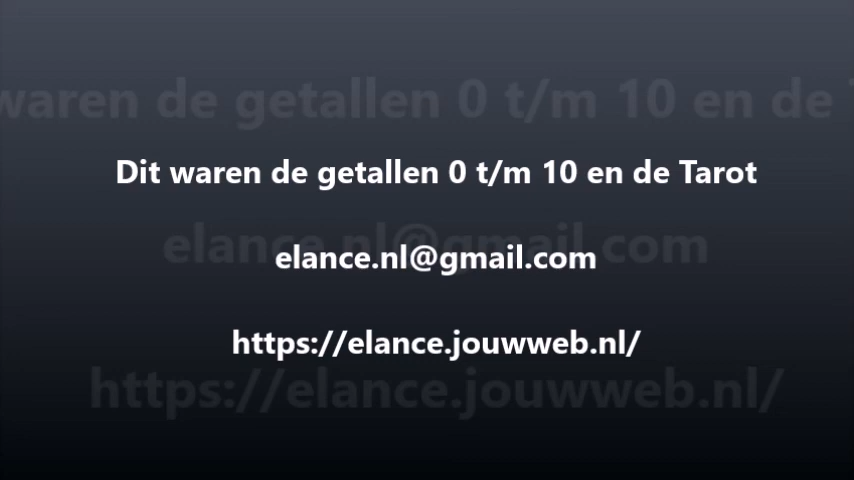 Dit waren de getallen 0 t/m 10 en de Tarot
elance.nl@gmail.com
https://elance.jouwweb.nl/